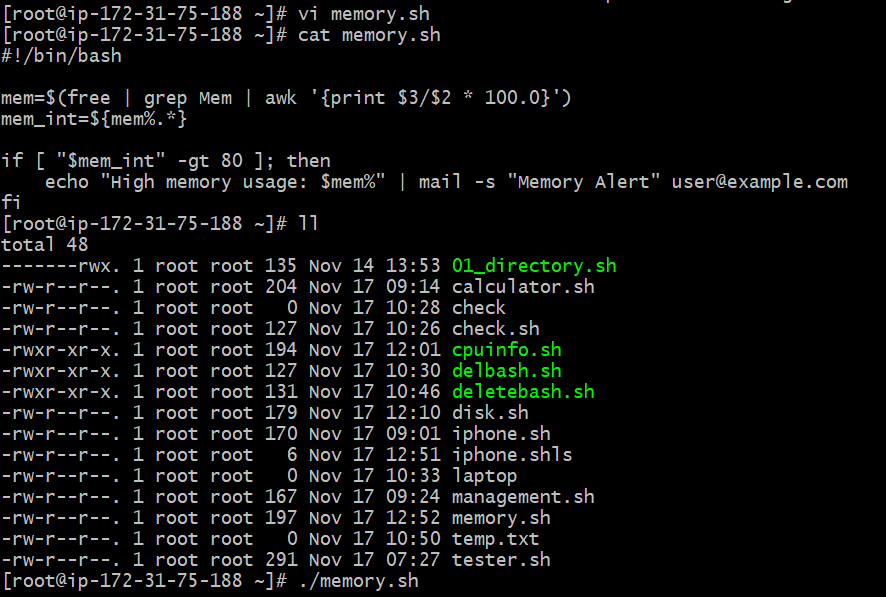 [root@ip-172-31-75-188 ~]# vi memory.sh
[root@ip-172-31-75-188 ~]# cat memory.sh
#!/bin/bash

mem=$(free | grep Mem | awk '{print $3/$2 * 100.0}')
mem_int=${mem%.*}

if [ "$mem_int" -gt 80 ]; then
    echo "High memory usage: $mem%" | mail -s "Memory Alert" user@example.com
fi
[root@ip-172-31-75-188 ~]# ll
total 48
-------rwx. 1 root root 135 Nov 14 13:53 01_directory.sh
-rw-r--r--. 1 root root 204 Nov 17 09:14 calculator.sh
-rw-r--r--. 1 root root   0 Nov 17 10:28 check
-rw-r--r--. 1 root root 127 Nov 17 10:26 check.sh
-rwxr-xr-x. 1 root root 194 Nov 17 12:01 cpuinfo.sh
-rwxr-xr-x. 1 root root 127 Nov 17 10:30 delbash.sh
-rwxr-xr-x. 1 root root 131 Nov 17 10:46 deletebash.sh
-rw-r--r--. 1 root root 179 Nov 17 12:10 disk.sh
-rw-r--r--. 1 root root 170 Nov 17 09:01 iphone.sh
-rw-r--r--. 1 root root   6 Nov 17 12:51 iphone.shls
-rw-r--r--. 1 root root   0 Nov 17 10:33 laptop
-rw-r--r--. 1 root root 167 Nov 17 09:24 management.sh
-rw-r--r--. 1 root root 197 Nov 17 12:52 memory.sh
-rw-r--r--. 1 root root   0 Nov 17 10:50 temp.txt
-rw-r--r--. 1 root root 291 Nov 17 07:27 tester.sh
[root@ip-172-31-75-188 ~]# ./memory.sh